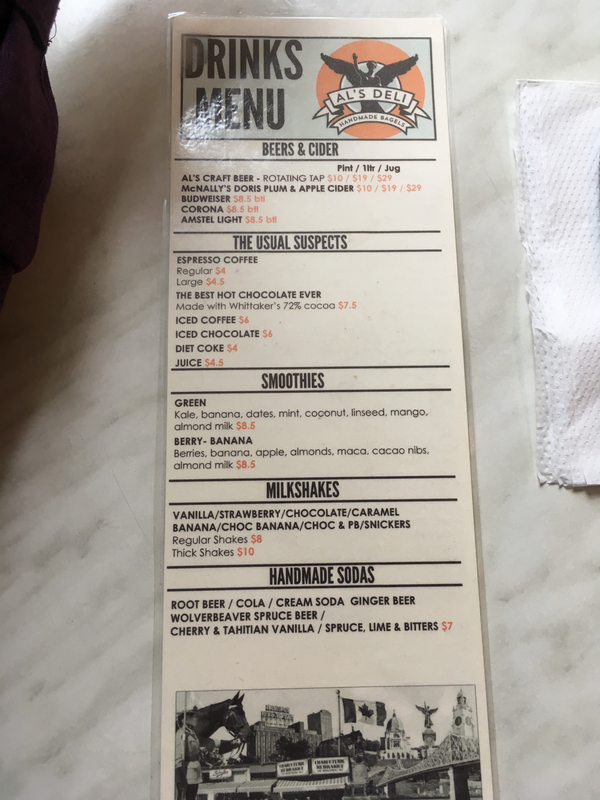 DRINKS
MENU
AL'S DELI
HANDMADE BAGELS
BEERS & CIDER
Pint / 1ltr / Jug
AL'S CRAFT BEER - ROTATING TAP $10 / $19 / $29
McNALLY'S DORIS PLUM & APPLE CIDER $10 / $19 / $29
BUDWEISER $8.5 btl
CORONA $8.5 btl
AMSTEL LIGHT $8.5 btl
THE USUAL SUSPECTS
ESPRESSO COFFEE
Regular $4
Large $4.5
THE BEST HOT CHOCOLATE EVER
Made with Whittaker's 72% cocoa $7.5
ICED COFFEE $6
ICED CHOCOLATE $6
DIET COKE $4
JUICE $4.5
SMOOTHIES
GREEN
Kale, banana, dates, mint, coconut, linseed, mango,
almond milk $8.5
BERRY- BANANA
Berries, banana, apple, almonds, maca, cacao nibs,
almond milk $8.5
MILKSHAKES
VANILLA/STRAWBERRY/CHOCOLATE/CARAMEL
BANANA/CHOC BANANA/CHOC & PB/SNICKERS
Regular Shakes $8
Thick Shakes $10
HANDMADE SODAS
ROOT BEER / COLA / CREAM SODA GINGER BEER
WOLVERBEAVER SPRUCE BEER /
CHERRY & TAHITIAN VANILLA / SPRUCE, LIME & BITTERS $7